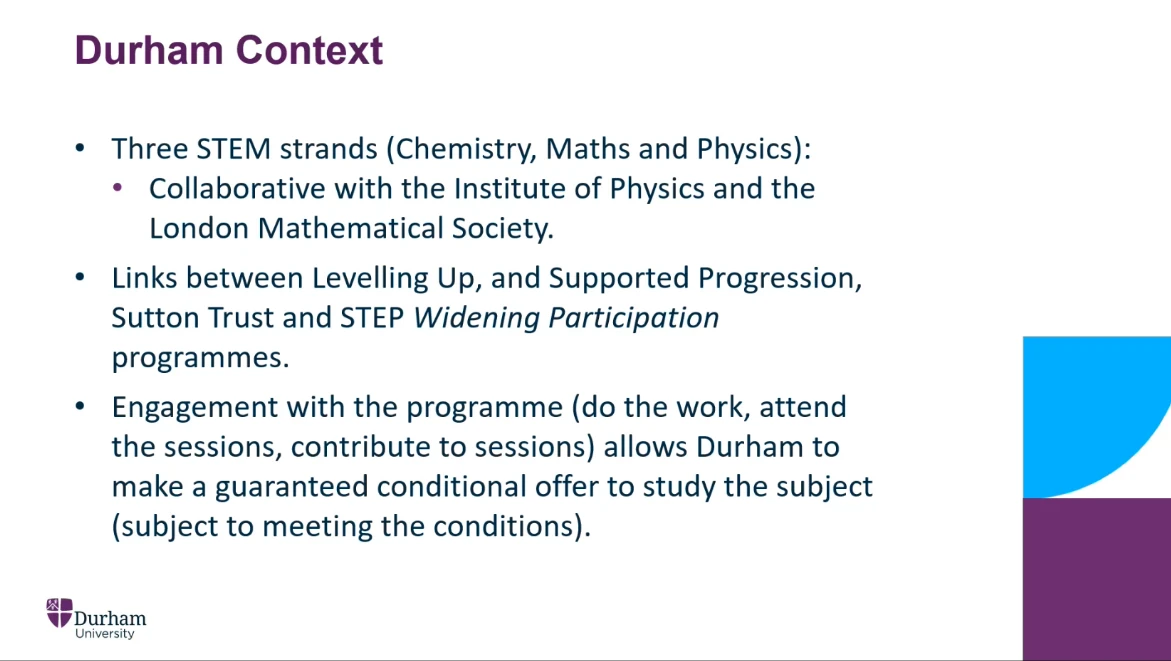 Durham Context
• Three STEM strands (Chemistry, Maths and Physics):
• Collaborative with the Institute of Physics and the
London Mathematical Society.
• Links between Levelling Up, and Supported Progression,
Sutton Trust and STEP Widening Participation
programmes.
• Engagement with the programme (do the work, attend
the sessions, contribute to sessions) allows Durham to
make a guaranteed conditional offer to study the subject
(subject to meeting the conditions).
Durham
University